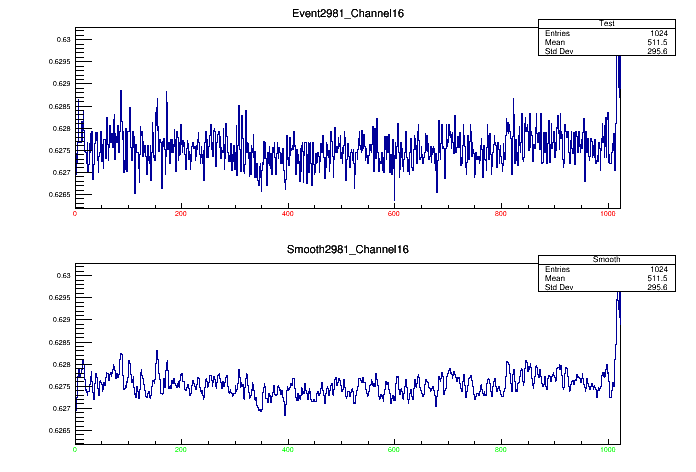 Event2981_Channel16
Test
Entries 1024
Mean 511.5
Std Dev 295.6
0.63
0.6295
0.629
0.6285
0.628
0.6275
0.627
0.6265
0 200 400 600 800 1000
Smooth2981_Channel16
Smooth
Entries 1024
Mean 511.5
Std Dev 295.6
0.63
0.6295
0.629
0.6285
0.628
0.6275
0.627
0.6265
0 200 400 600 800 1000